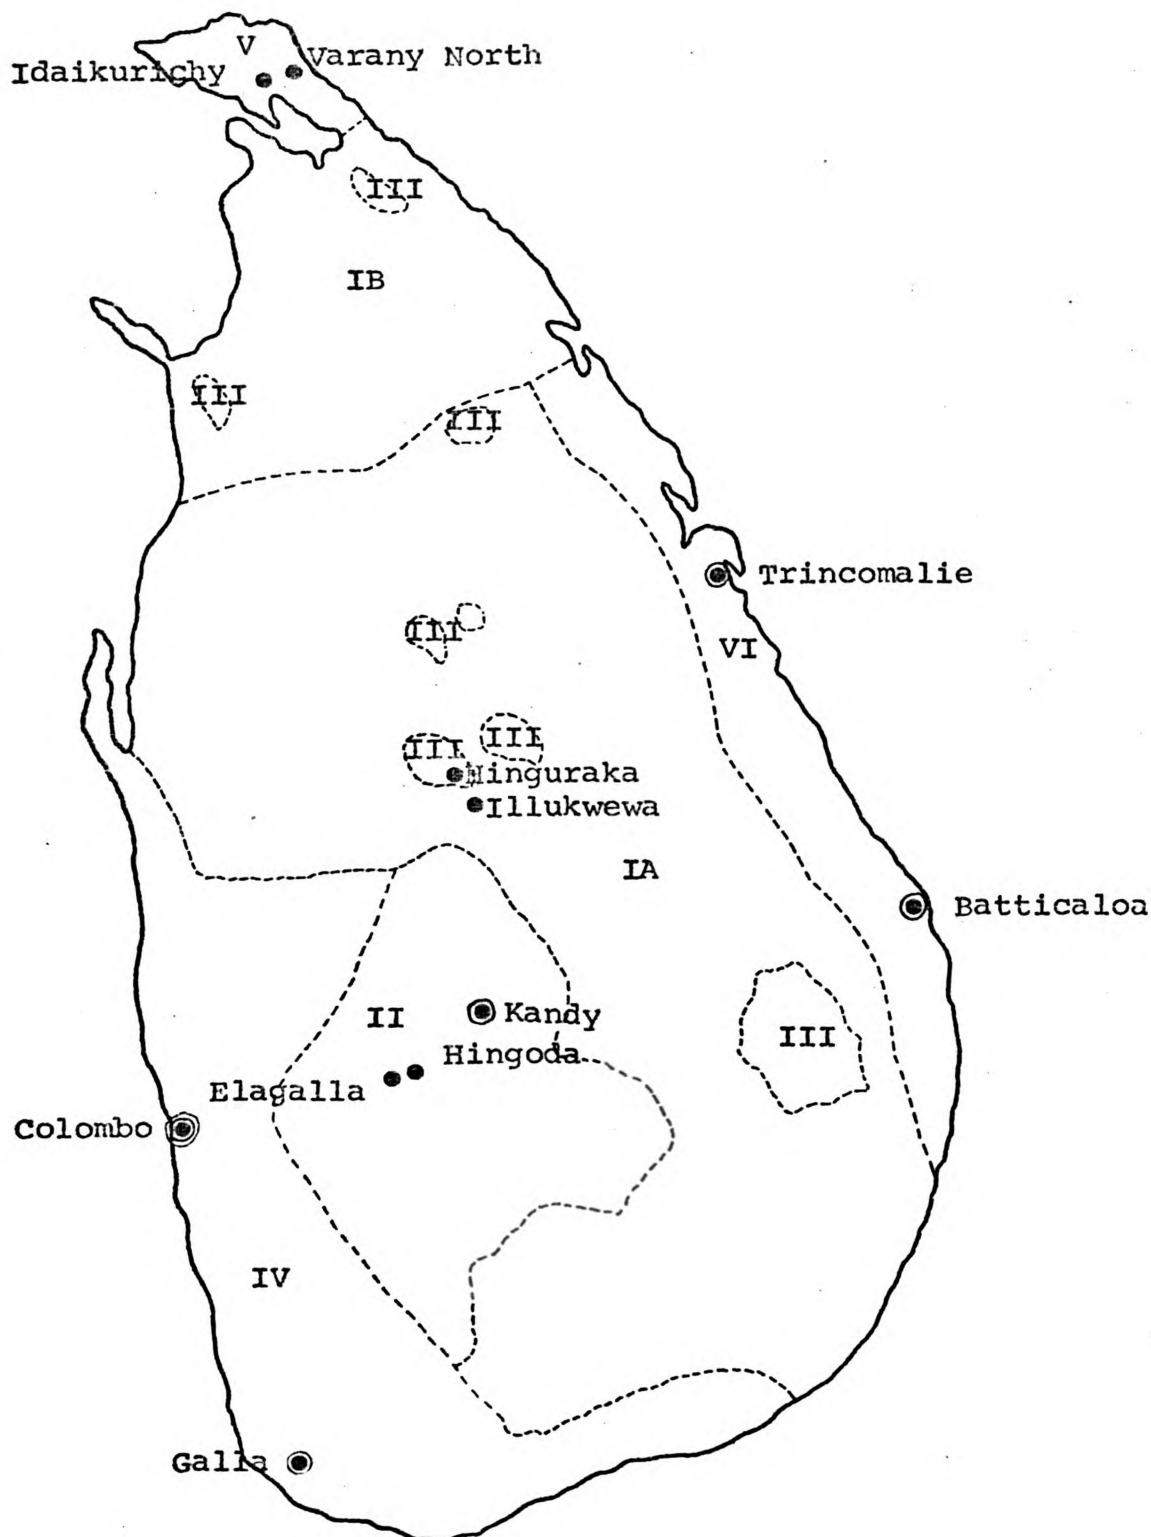 V
Varany North
Idaikurichy
III
IB
III
III
Trincomalie
III
VI
III
III
Hinguraka
Illukwewa
IA
Batticaloa
II
Kandy
III
Hingoda
Elagalla
Colombo
IV
Galla